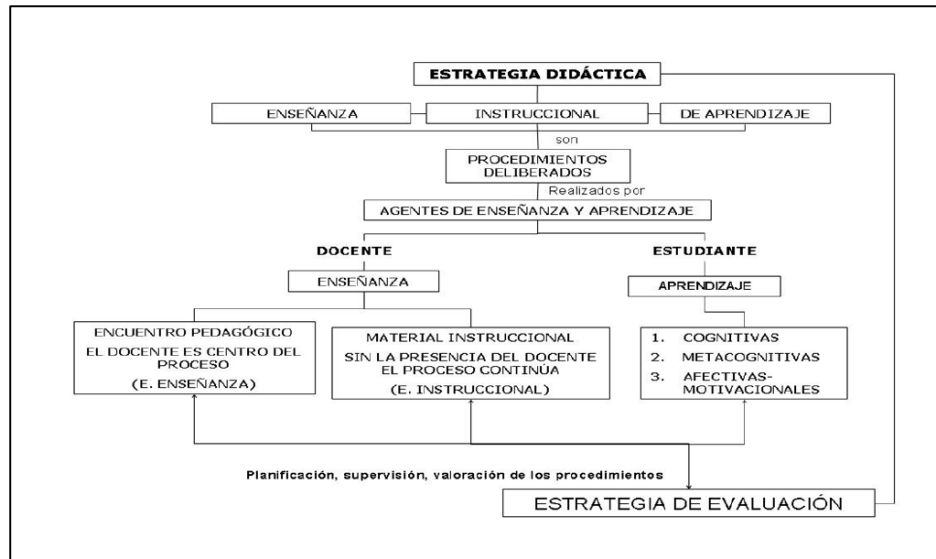 ESTRATEGIA DIDÁCTICA
ENSEÑANZA
INSTRUCCIONAL
DE APRENDIZAJE
son
PROCEDIMIENTOS
DELIBERADOS
Realizados por
AGENTES DE ENSEÑANZA Y APRENDIZAJE
DOCENTE
ESTUDIANTE
ENSEÑANZA
APRENDIZAJE
ENCUENTRO PEDAGÓGICO
EL DOCENTE ES CENTRO DEL
PROCESO
(E. ENSEÑANZA)
MATERIAL INSTRUCCIONAL
SIN LA PRESENCIA DEL DOCENTE
EL PROCESO CONTINÚA
(E. INSTRUCCIONAL)
1. COGNITIVAS
2. METACOGNITIVAS
3. AFECTIVAS-
MOTIVACIONALES
Planificación, supervisión, valoración de los procedimientos
ESTRATEGIA DE EVALUACIÓN